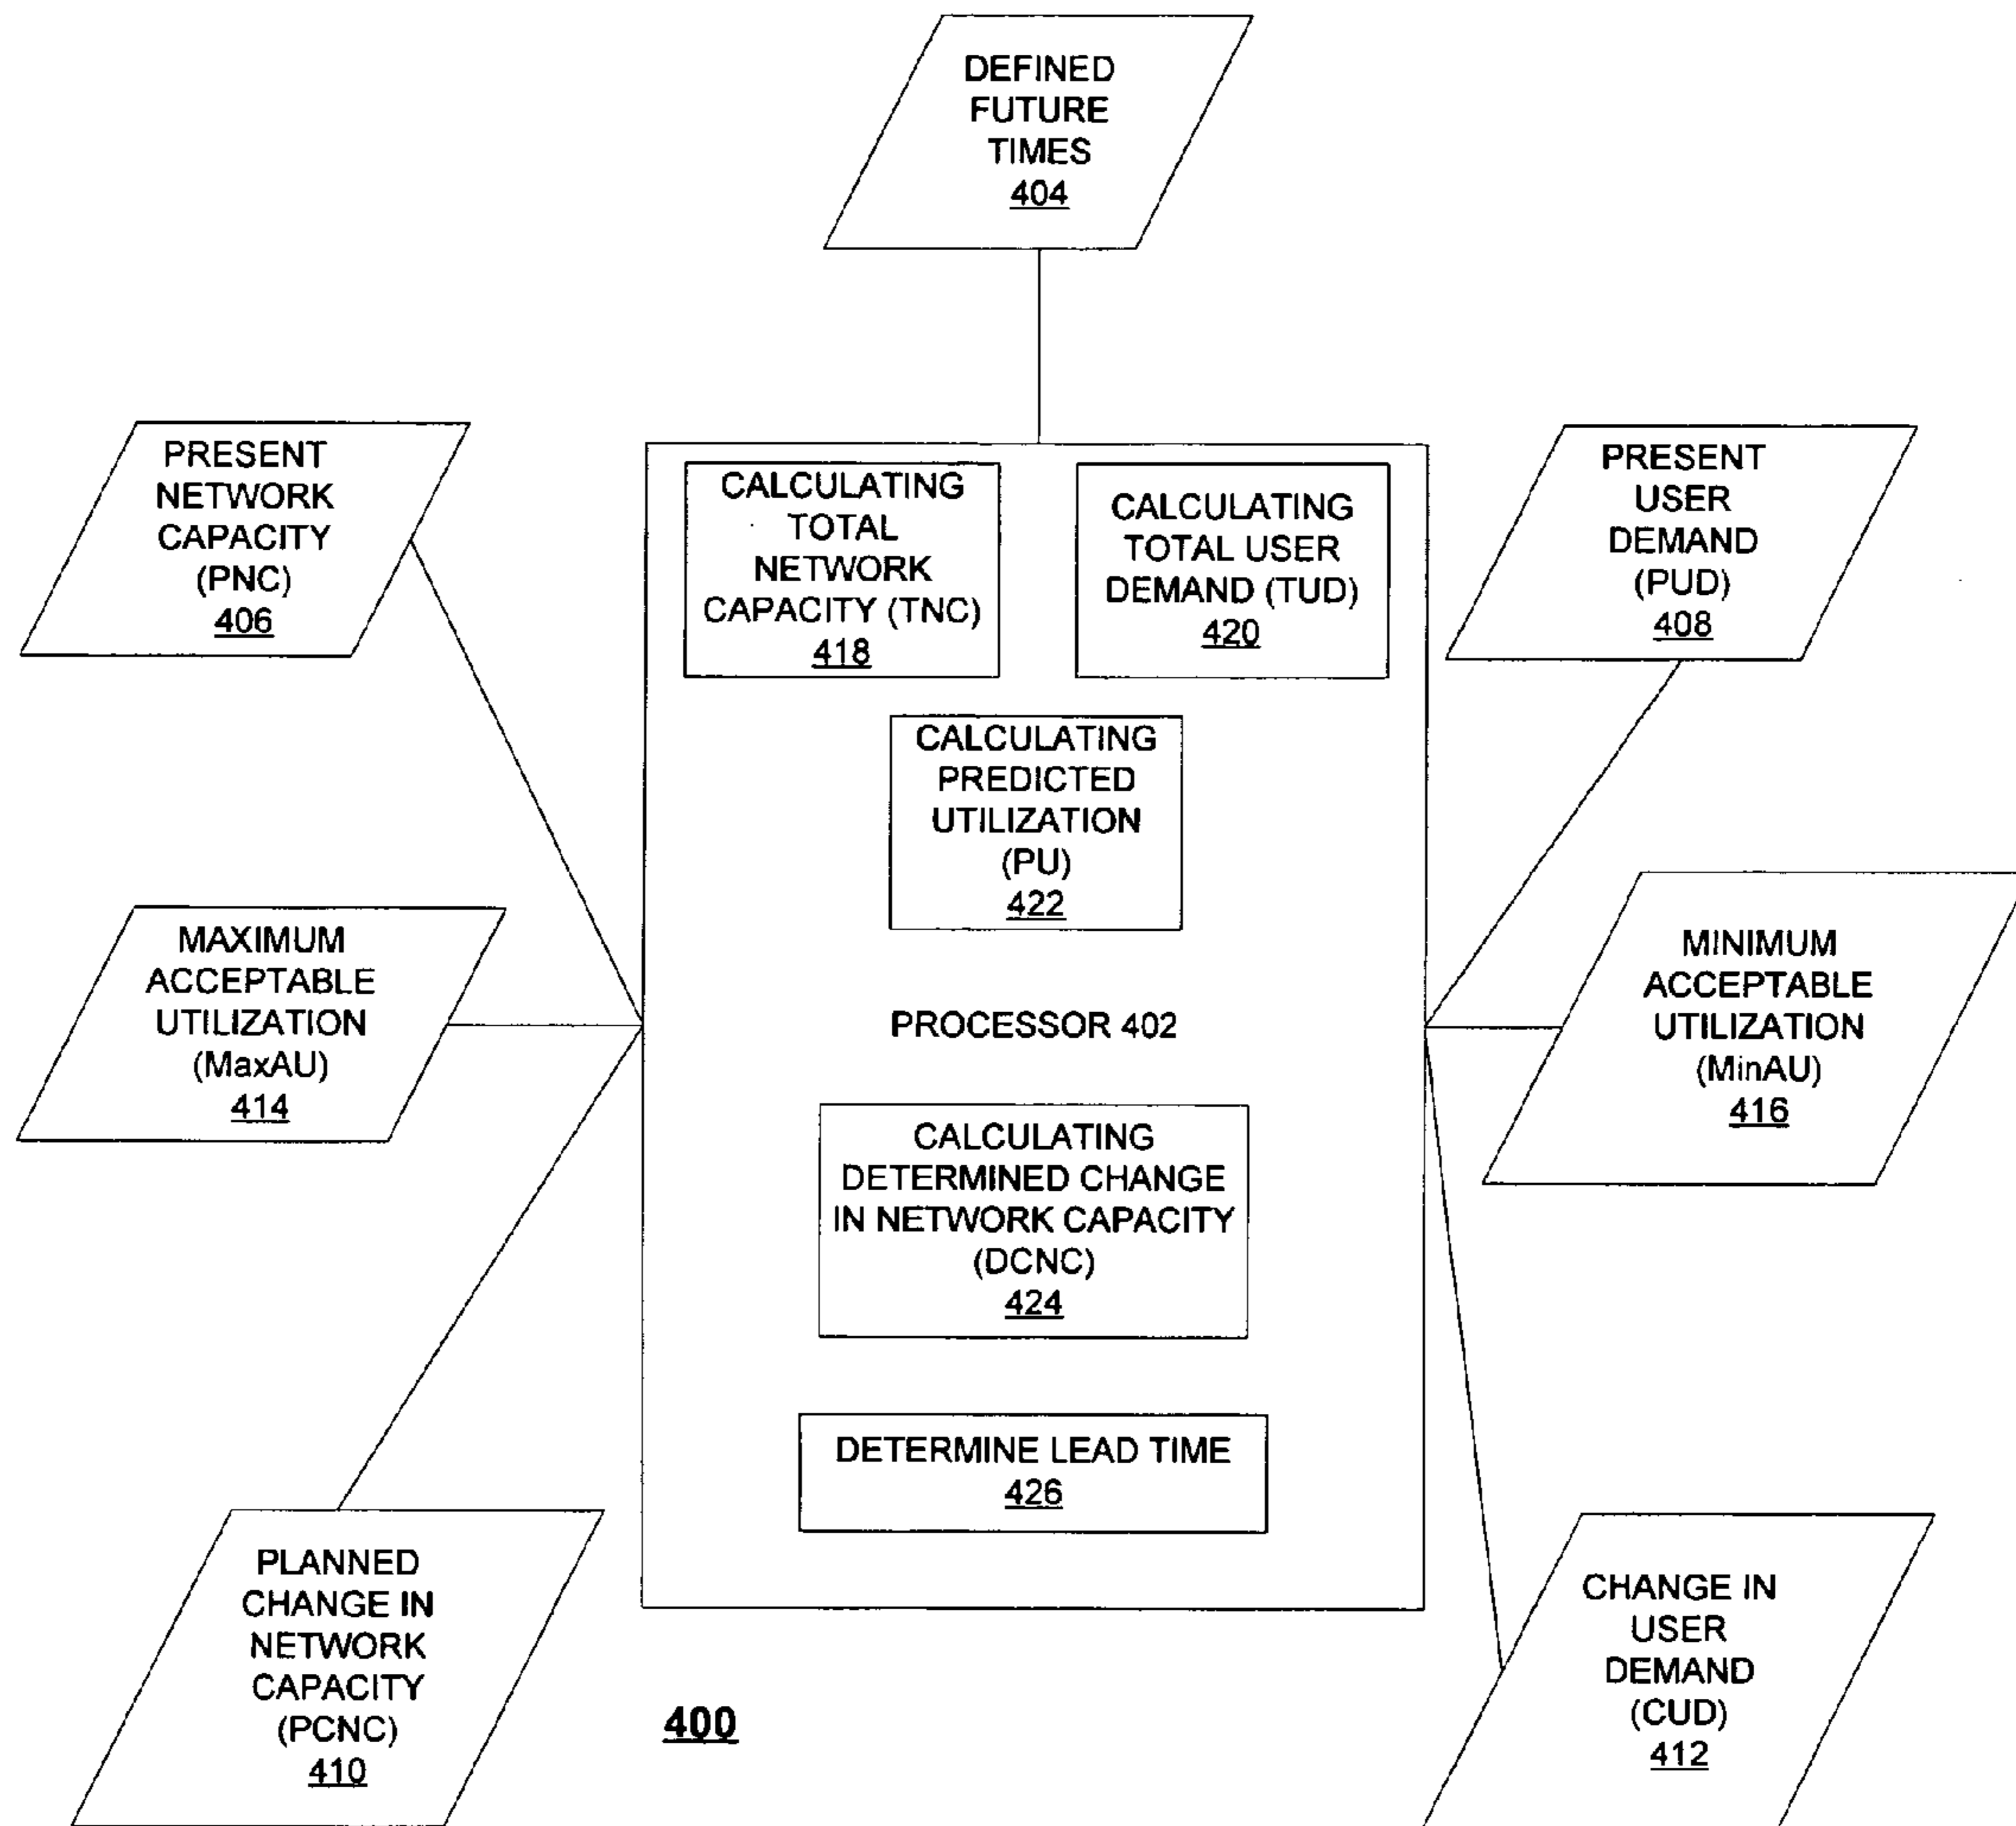 DEFINED
FUTURE
TIMES
404
PRESENT
NETWORK
CAPACITY
(PNC)
406
CALCULATING
TOTAL
NETWORK
CAPACITY (TNC)
418
CALCULATING
TOTAL USER
DEMAND (TUD)
420
PRESENT
USER
DEMAND
(PUD)
408
CALCULATING
PREDICTED
UTILIZATION
(PU)
422
MAXIMUM
ACCEPTABLE
UTILIZATION
(MaxAU)
414
PROCESSOR 402
MINIMUM
ACCEPTABLE
UTILIZATION
(MinAU)
416
CALCULATING
DETERMINED CHANGE
IN NETWORK CAPACITY
(DCNC)
424
DETERMINE LEAD TIME
426
PLANNED
CHANGE IN
NETWORK
CAPACITY
(PCNC)
410
400
CHANGE IN
USER
DEMAND
(CUD)
412